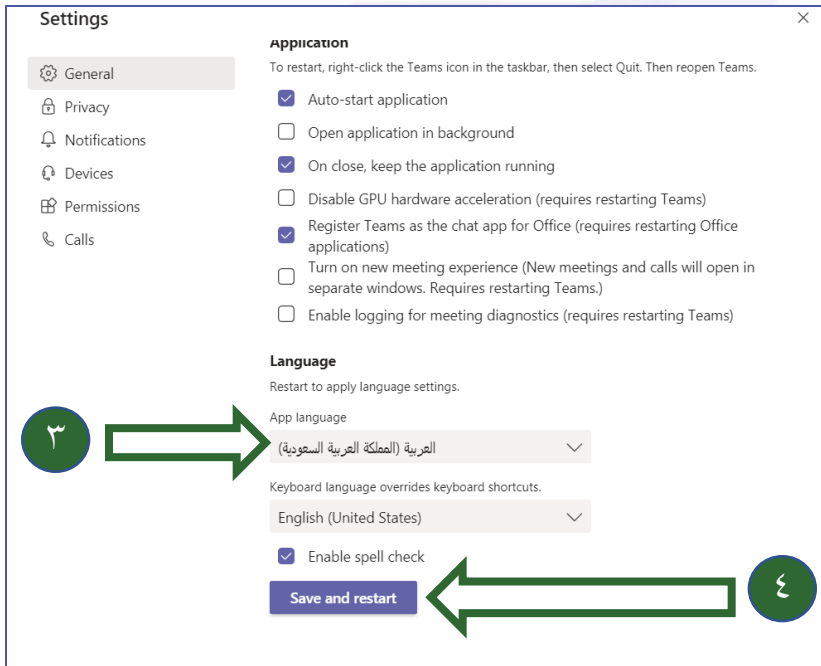 Settings
General
Privacy
Notifications
Devices
Permissions
Calls
Application
To restart, right-click the Teams icon in the taskbar, then select Quit. Then reopen Teams.
Auto-start application
Open application in background
On close, keep the application running
Disable GPU hardware acceleration (requires restarting Teams)
Register Teams as the chat app for Office (requires restarting Office
applications)
Turn on new meeting experience (New meetings and calls will open in
separate windows. Requires restarting Teams.)
Enable logging for meeting diagnostics (requires restarting Teams)
Language
Restart to apply language settings.
App language
٣
العربية (المملكة العربية السعودية)
Keyboard language overrides keyboard shortcuts.
English (United States)
Enable spell check
Save and restart
٤